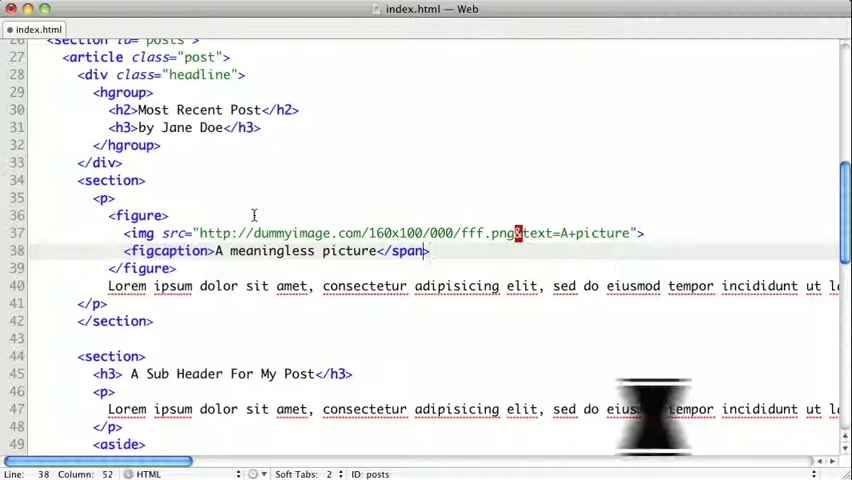 index.html — Web
index.html
26 <section id="posts">
27 <article class="post">
28 <div class="headline">
29 <hgroup>
30 <h2>Most Recent Post</h2>
31 <h3>by Jane Doe</h3>
32 </hgroup>
33 </div>
34 <section>
35 <p>
36 <figure>
37 <img src="http://dummyimage.com/160x100/000/fff.png&text=A+picture">
38 <figcaption>A meaningless picture</span>
39 </figure>
40 Lorem ipsum dolor sit amet, consectetur adipisicing elit, sed do eiusmod tempor incididunt ut
41 </p>
42 </section>
43
44 <section>
45 <h3> A Sub Header For My Post</h3>
46 <p>
47 Lorem ipsum dolor sit amet, consectetur adipisicing elit, sed do tempor incididunt ut
48 </p>
49 <aside>
Line: 38 Column: 52 HTML Soft Tabs: 2 ID: posts